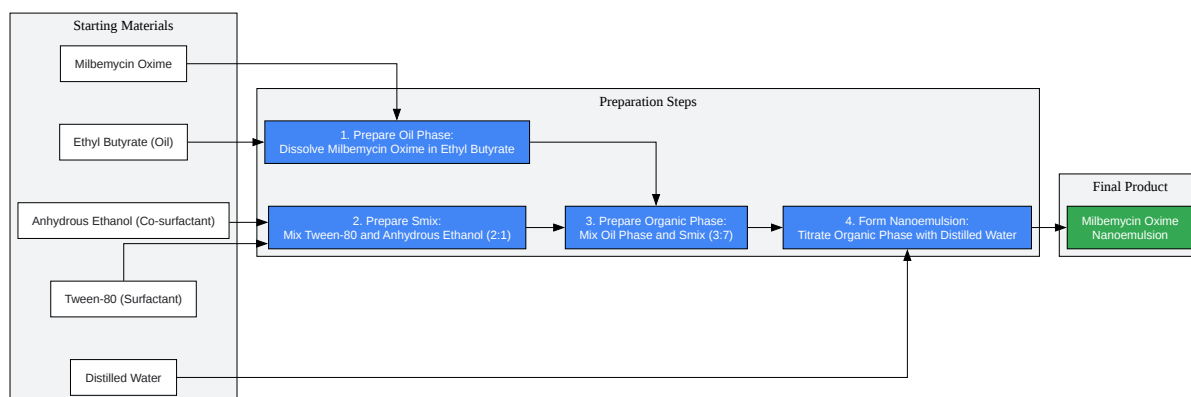 Starting Materials
Milbemycin Oxime
Ethyl Butyrate (Oil)
Anhydrous Ethanol (Co-surfactant)
Tween-80 (Surfactant)
Distilled Water
Preparation Steps
1. Prepare Oil Phase:
Dissolve Milbemycin Oxime in Ethyl Butyrate
2. Prepare Smix:
Mix Tween-80 and Anhydrous Ethanol (2:1)
3. Prepare Organic Phase:
Mix Oil Phase and Smix (3:7)
4. Form Nanoemulsion:
Titrate Organic Phase with Distilled Water
Final Product
Milbemycin Oxime
Nanoemulsion